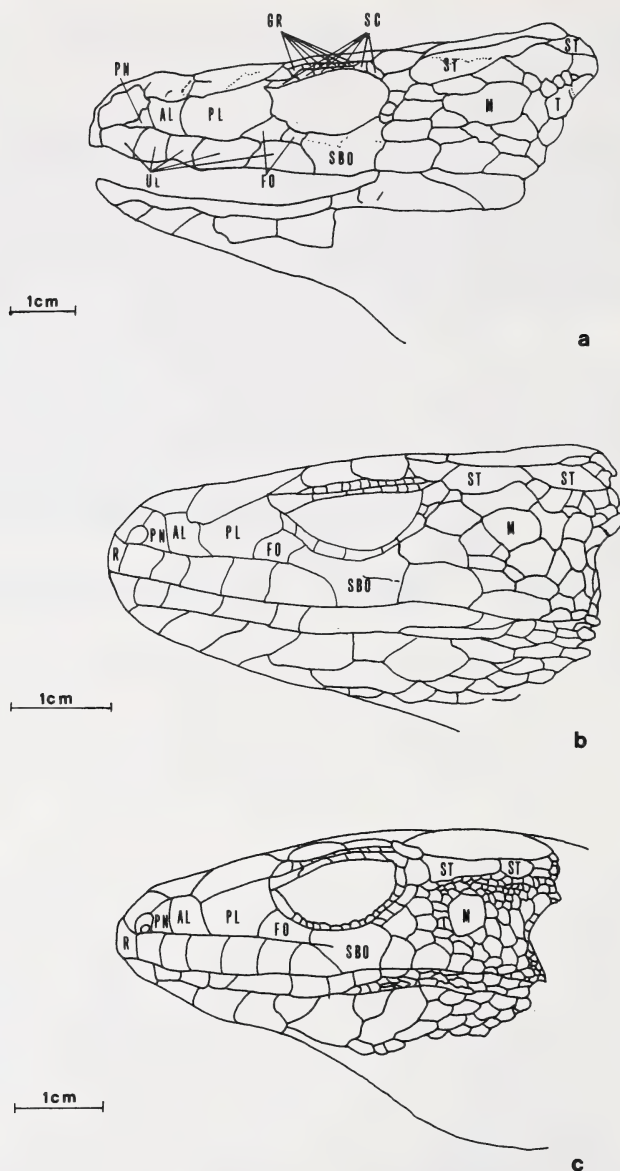 GR SC
ST
ST
PN
AL PL M T
SBO
UL FO
1cm
a
ST ST
PN AL PL M
R FO
SBO
1cm
b
ST ST
PN AL PL M
R FO SBO
1cm
c